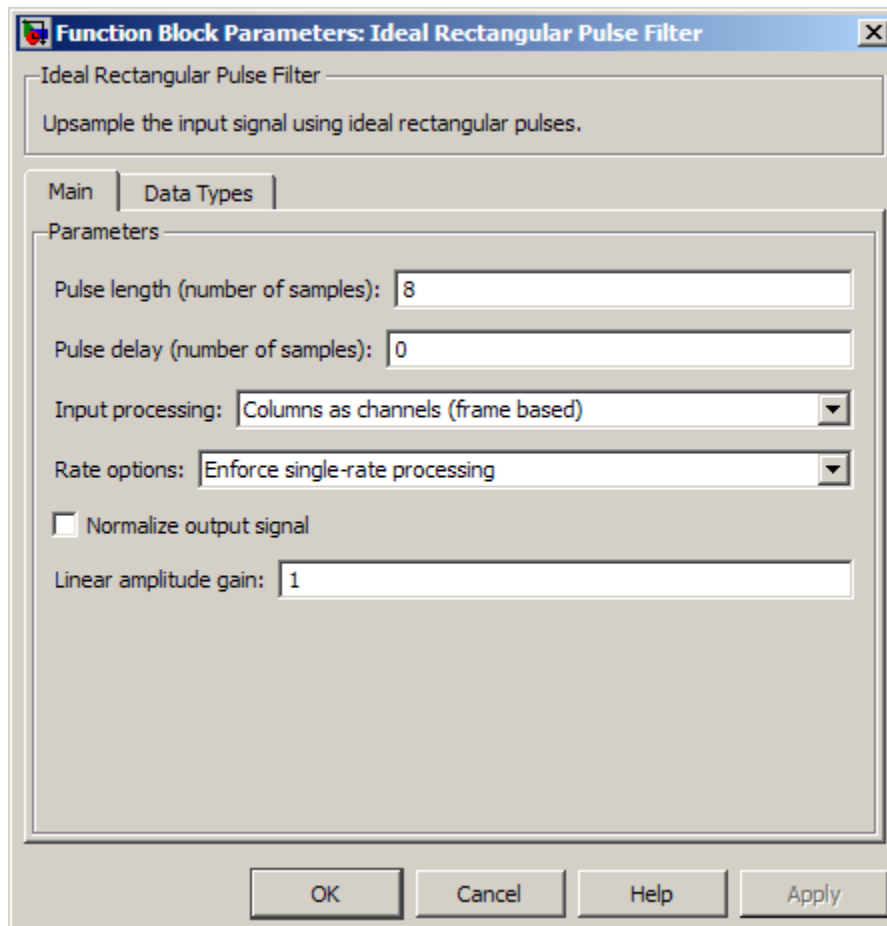 Function Block Parameters: Ideal Rectangular Pulse Filter
Ideal Rectangular Pulse Filter
Upsample the input signal using ideal rectangular pulses.
Main Data Types
Parameters
Pulse length (number of samples): 8
Pulse delay (number of samples): 0
Input processing: Columns as channels (frame based)
Rate options: Enforce single-rate processing
Normalize output signal
Linear amplitude gain: 1
OK Cancel Help Apply